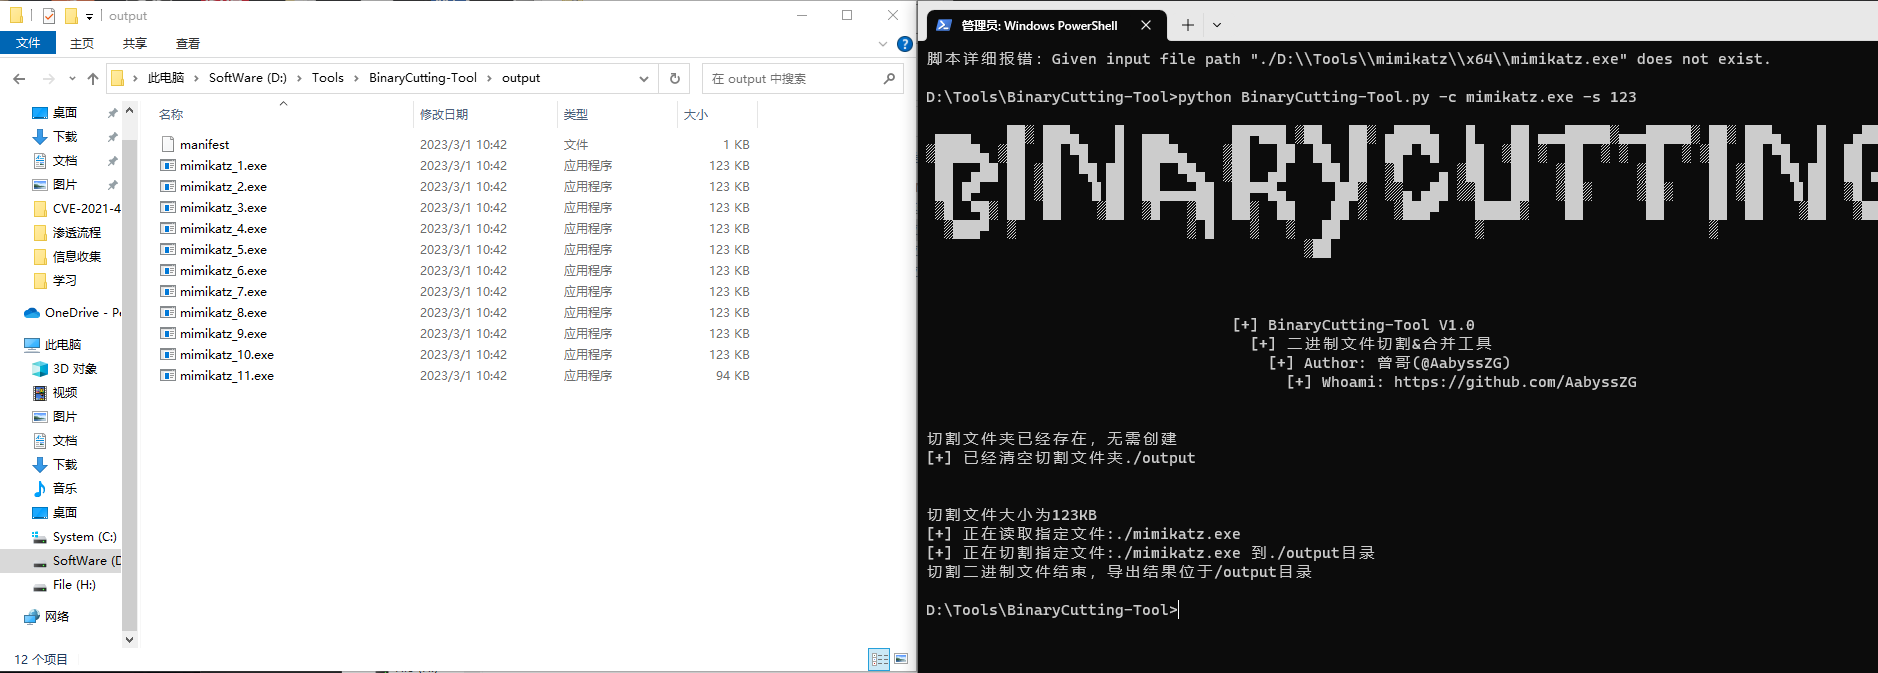 output
文件 主页 共享 查看
此电脑 › SoftWare (D:) › Tools › BinaryCutting-Tool › output
在 output 中搜索
桌面
下载
文档
图片
CVE-2021-4
渗透流程
信息收集
学习
OneDrive - Pe
此电脑
3D 对象
视频
图片
文档
下载
音乐
桌面
System (C:)
SoftWare (D
File (H:)
网络
名称 修改日期 类型 大小
manifest 2023/3/1 10:42 文件 1 KB
mimikatz_1.exe 2023/3/1 10:42 应用程序 123 KB
mimikatz_2.exe 2023/3/1 10:42 应用程序 123 KB
mimikatz_3.exe 2023/3/1 10:42 应用程序 123 KB
mimikatz_4.exe 2023/3/1 10:42 应用程序 123 KB
mimikatz_5.exe 2023/3/1 10:42 应用程序 123 KB
mimikatz_6.exe 2023/3/1 10:42 应用程序 123 KB
mimikatz_7.exe 2023/3/1 10:42 应用程序 123 KB
mimikatz_8.exe 2023/3/1 10:42 应用程序 123 KB
mimikatz_9.exe 2023/3/1 10:42 应用程序 123 KB
mimikatz_10.exe 2023/3/1 10:42 应用程序 123 KB
mimikatz_11.exe 2023/3/1 10:42 应用程序 94 KB
12 个项目
管理员: Windows PowerShell
脚本详细报错：Given input file path "./D:\\Tools\\mimikatz\\x64\\mimikatz.exe" does not exist.
D:\Tools\BinaryCutting-Tool>python BinaryCutting-Tool.py -c mimikatz.exe -s 123
BINARYCUTTING
[+] BinaryCutting-Tool V1.0
[+] 二进制文件切割&合并工具
[+] Author: 曾哥(@AabyssZG)
[+] Whoami: https://github.com/AabyssZG
切割文件夹已经存在，无需创建
[+] 已经清空切割文件夹./output
切割文件大小为123KB
[+] 正在读取指定文件:./mimikatz.exe
[+] 正在切割指定文件:./mimikatz.exe 到./output目录
切割二进制文件结束，导出结果位于/output目录
D:\Tools\BinaryCutting-Tool>